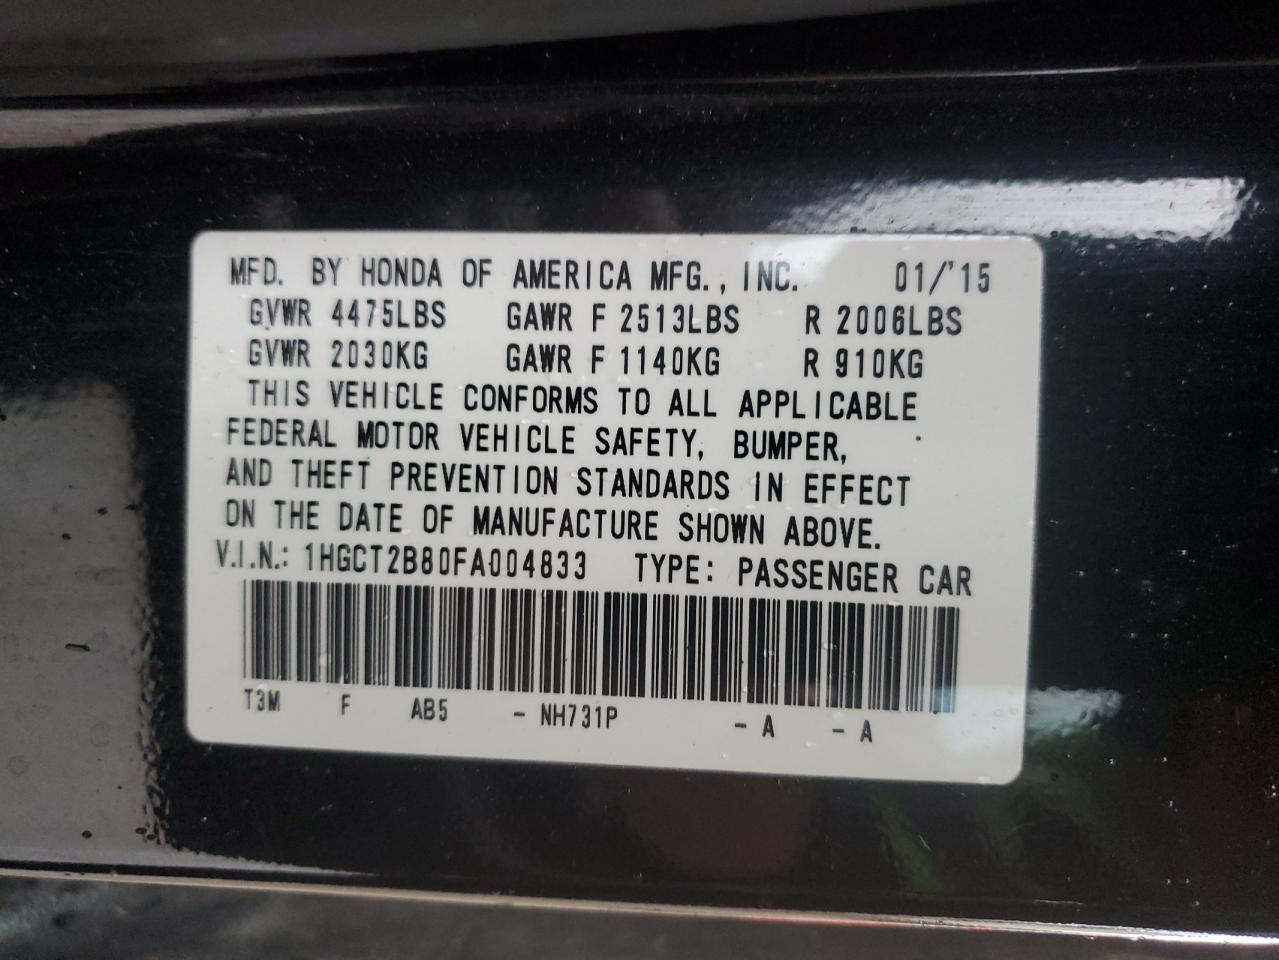 MFD. BY HONDA OF AMERICA MFG., INC. 01/'15
GVWR 4475LBS GAWR F 2513LBS R 2006LBS
GVWR 2030KG GAWR F 1140KG R 910KG
THIS VEHICLE CONFORMS TO ALL APPLICABLE
FEDERAL MOTOR VEHICLE SAFETY, BUMPER,
AND THEFT PREVENTION STANDARDS IN EFFECT
ON THE DATE OF MANUFACTURE SHOWN ABOVE.
V.I.N.: 1HGCT2B80FA004833 TYPE: PASSENGER CAR
T3M F AB5 - NH731P - A - A